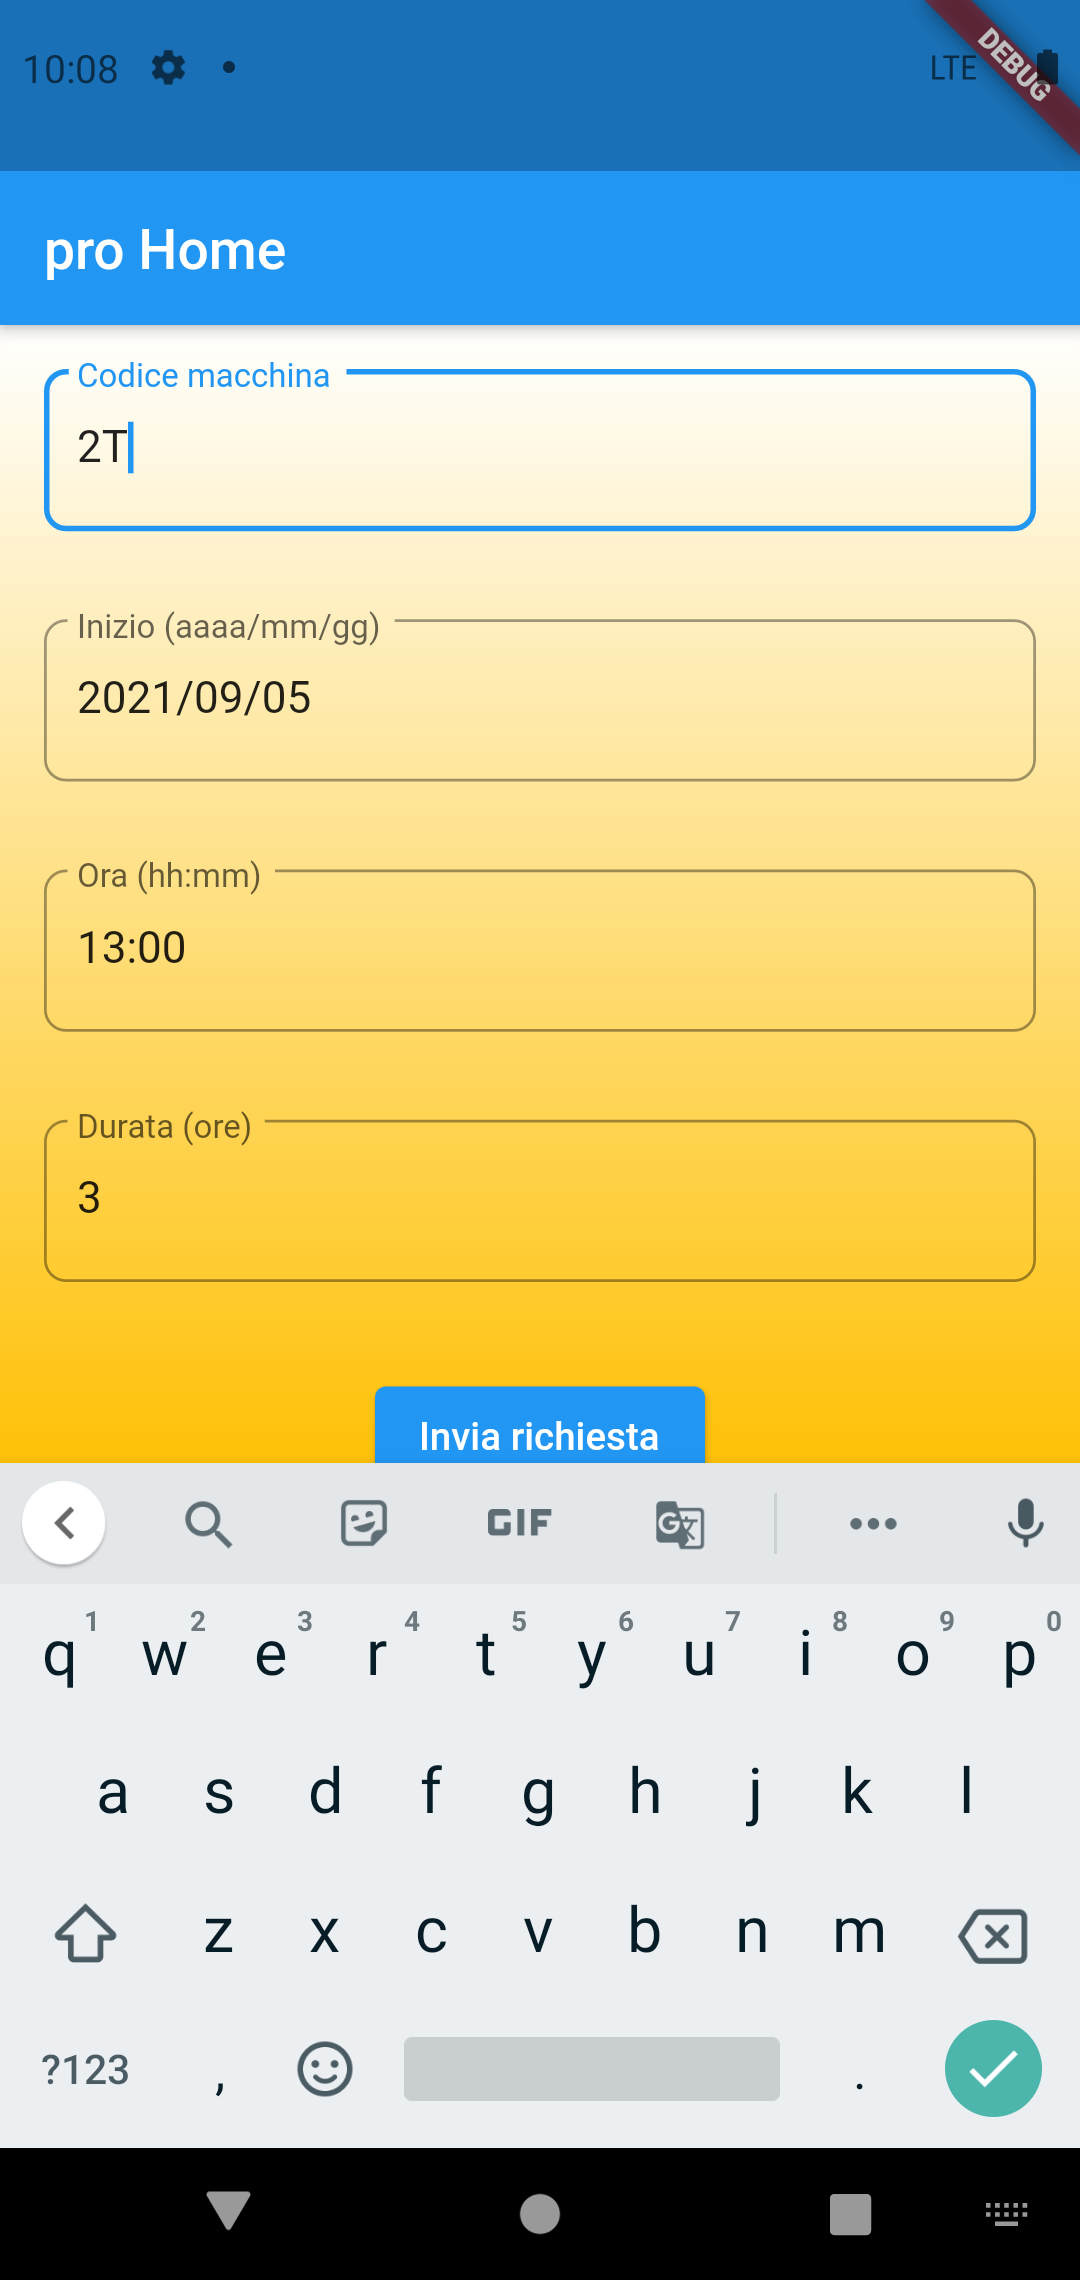 10:08
LTE
DEBUG
pro Home
Codice macchina
2T
Inizio (aaaa/mm/gg)
2021/09/05
Ora (hh:mm)
13:00
Durata (ore)
3
Invia richiesta
GIF
G文
1 2 3 4 5 6 7 8 9 0
q w e r t y u i o p
a s d f g h j k l
z x c v b n m
?123 , .